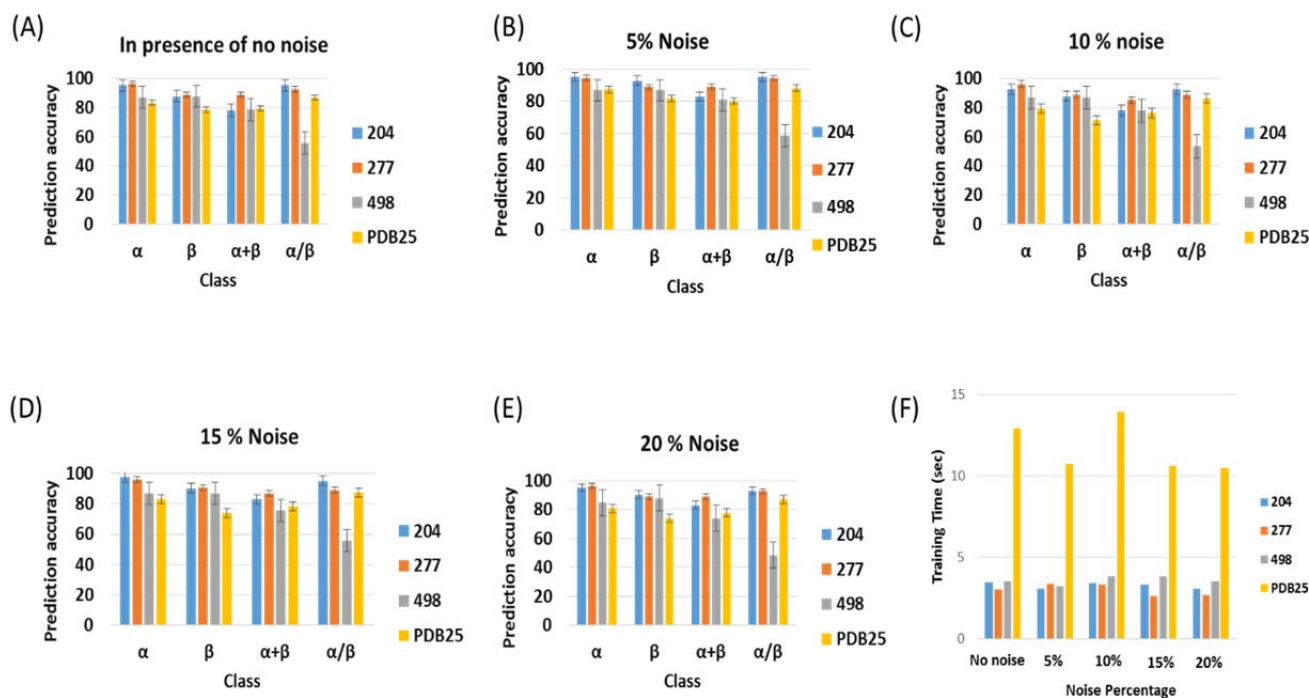 (A)
In presence of no noise
Prediction accuracy
100
80
60
40
20
0
α β α+β α/β
Class
204
277
498
PDB25
(B)
5% Noise
Prediction accuracy
100
80
60
40
20
0
α β α+β α/β
Class
204
277
498
PDB25
(C)
10 % noise
Prediction accuracy
100
80
60
40
20
0
α β α+β α/β
Class
204
277
498
PDB25
(D)
15 % Noise
Prediction accuracy
100
80
60
40
20
0
α β α+β α/β
Class
204
277
498
PDB25
(E)
20 % Noise
Prediction accuracy
100
80
60
40
20
0
α β α+β α/β
Class
204
277
498
PDB25
(F)
Training Time (sec)
15
10
5
0
No noise 5% 10% 15% 20%
Noise Percentage
204
277
498
PDB25